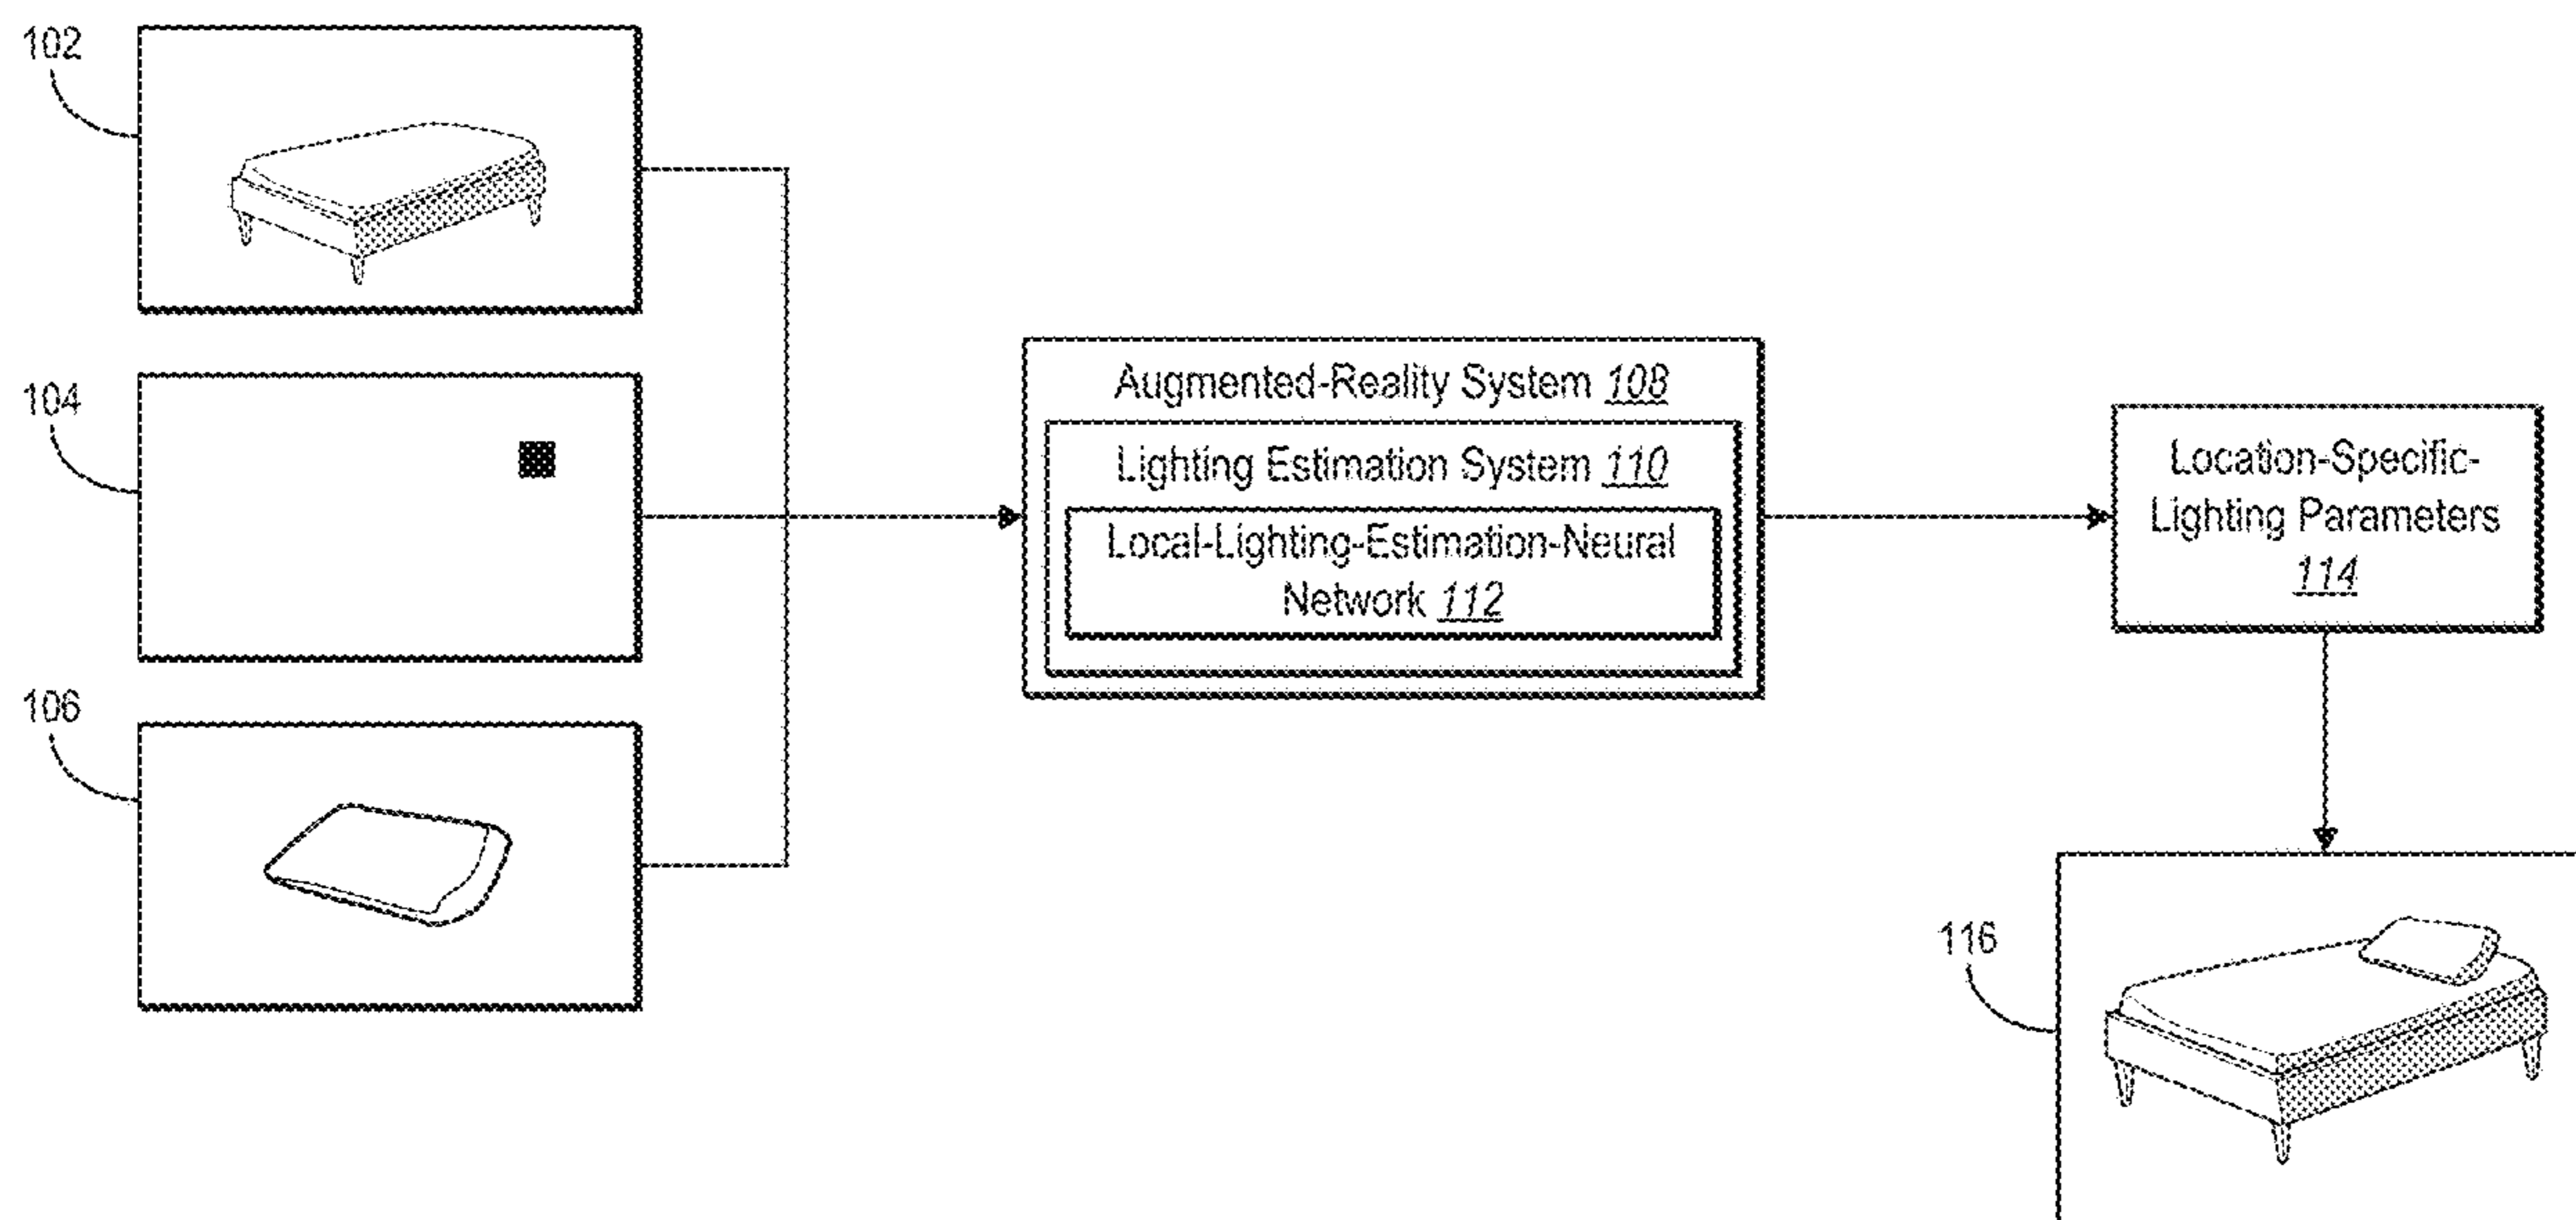 102
104
106
Augmented-Reality System 108
Lighting Estimation System 110
Local-Lighting-Estimation-Neural
Network 112
Location-Specific-
Lighting Parameters
114
116